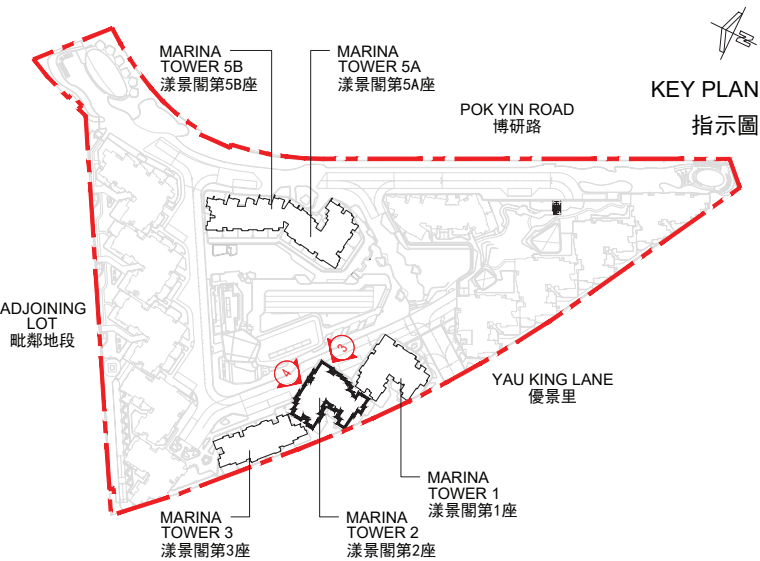 MARINA
TOWER 5B
漾景閣第5B座
MARINA
TOWER 5A
漾景閣第5A座
KEY PLAN
指示圖
POK YIN ROAD
博研路
ADJOINING
LOT
毗鄰地段
4
3
YAU KING LANE
優景里
MARINA
TOWER 1
漾景閣第1座
MARINA
TOWER 3
漾景閣第3座
MARINA
TOWER 2
漾景閣第2座